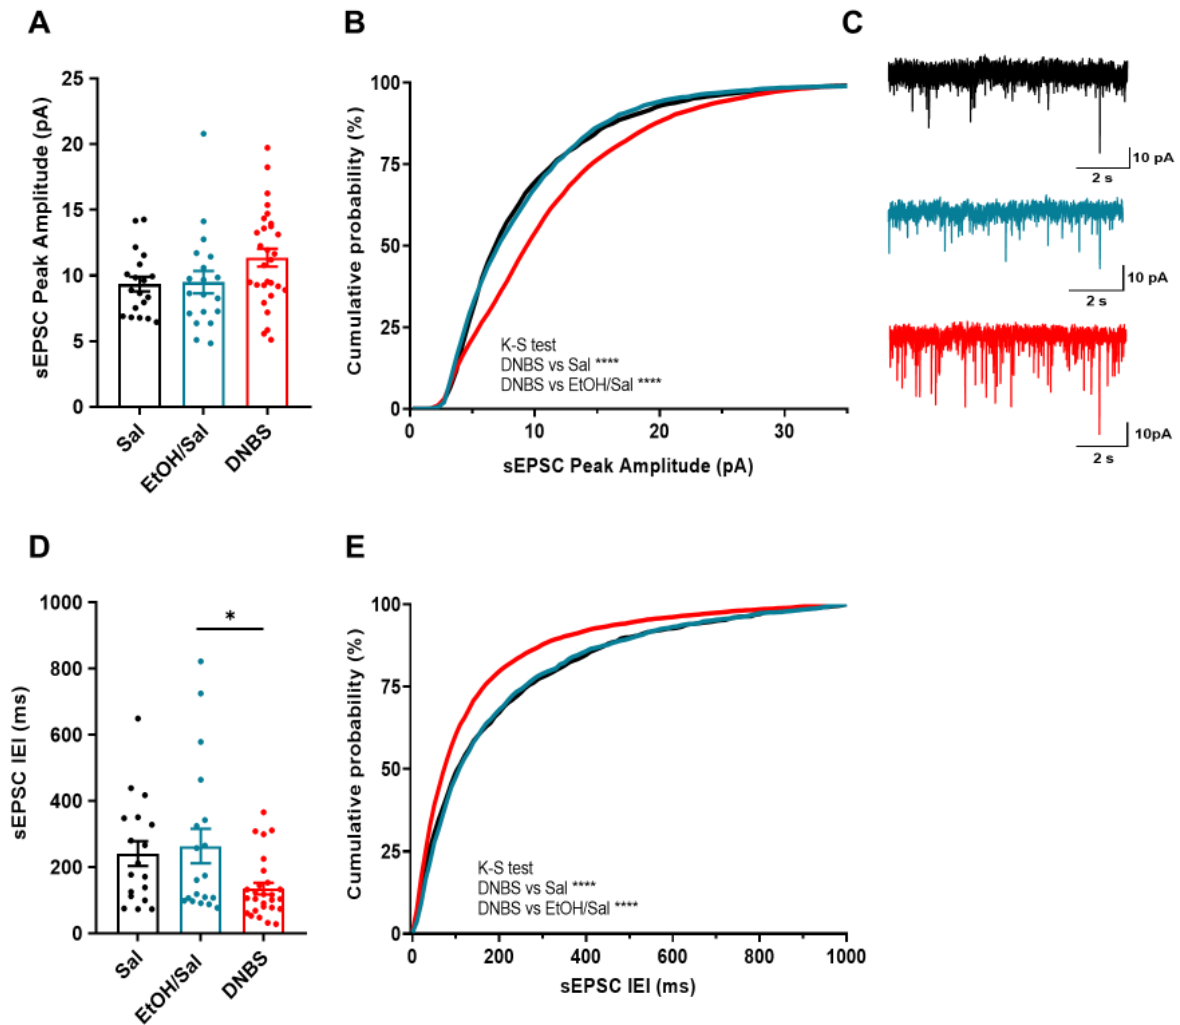 A
B
C
25
20
15
10
5
0
sEPSC Peak Amplitude (pA)
Sal
EtOH/Sal
DNBS
100
75
50
25
0
Cumulative probability (%)
K-S test
DNBS vs Sal ****
DNBS vs EtOH/Sal ****
0
10
20
30
sEPSC Peak Amplitude (pA)
10 pA
2 s
10 pA
2 s
10pA
2 s
D
E
1000
800
600
400
200
0
sEPSC IEI (ms)
*
Sal
EtOH/Sal
DNBS
100
75
50
25
0
Cumulative probability (%)
K-S test
DNBS vs Sal ****
DNBS vs EtOH/Sal ****
0
200
400
600
800
1000
sEPSC IEI (ms)